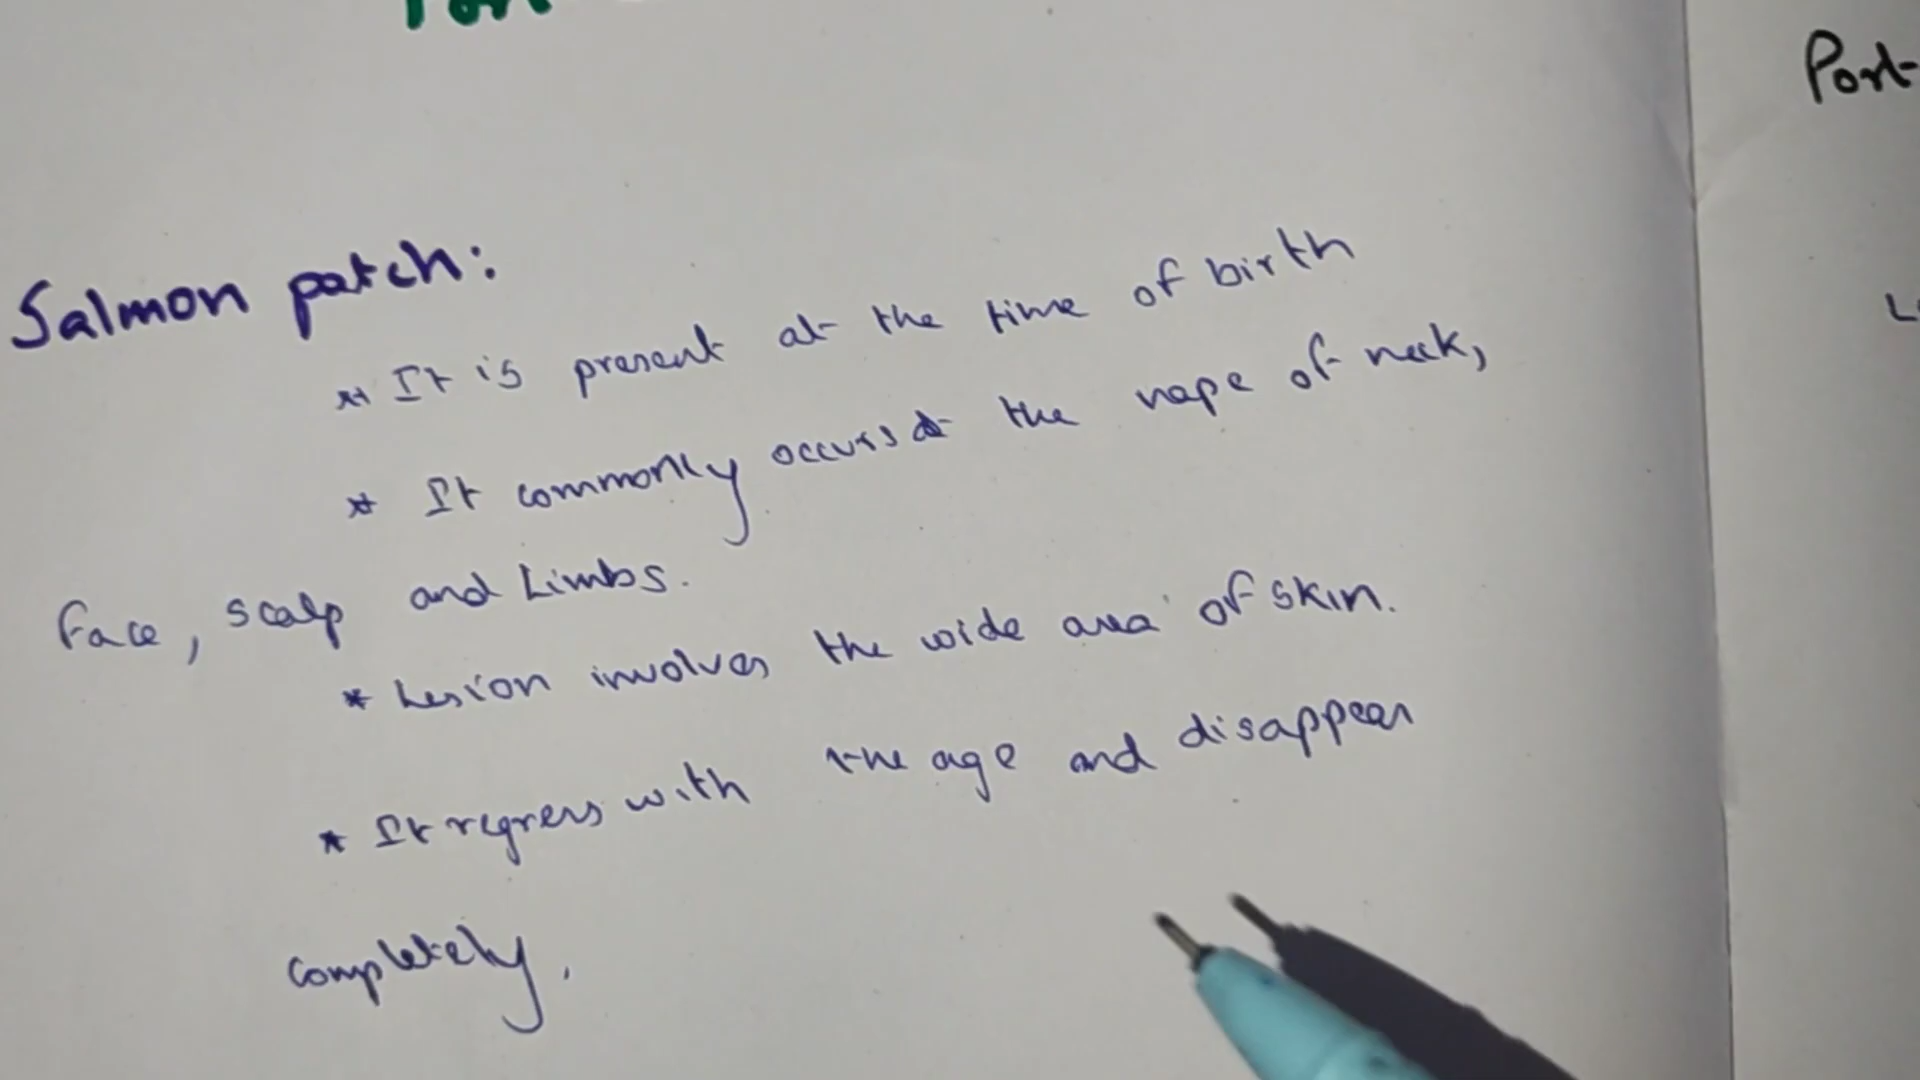 Salmon patch:
* It is present at the time of birth
* It commonly occurs at the nape of neck,
face, scalp and Limbs.
* Lesion involves the wide area of skin.
* It regress with the age and disappear
completely.
Port-